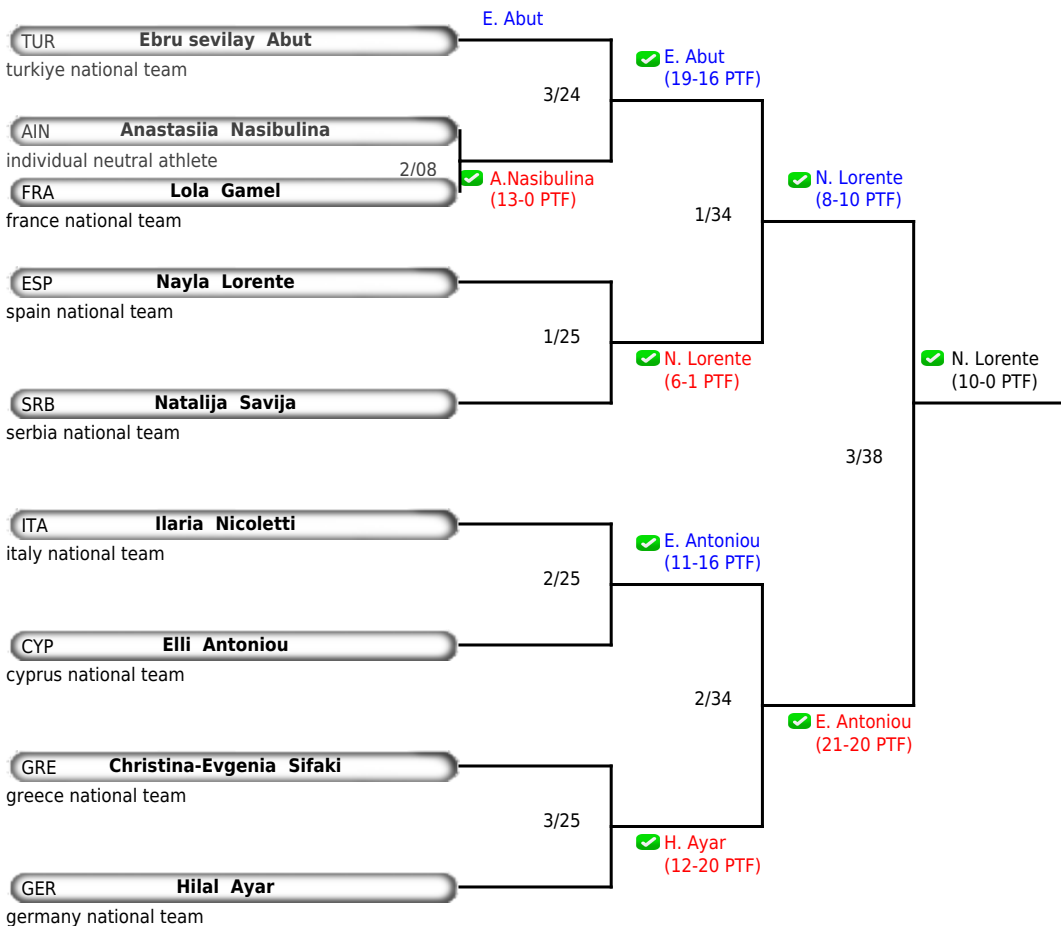 E. Abut
TUR Ebru sevilay Abut
turkiye national team
E. Abut
(19-16 PTF)
3/24
AIN Anastasiia Nasibulina
individual neutral athlete
2/08
A.Nasibulina
(13-0 PTF)
FRA Lola Gamel
france national team
N. Lorente
(8-10 PTF)
1/34
ESP Nayla Lorente
spain national team
1/25
N. Lorente
(6-1 PTF)
N. Lorente
(10-0 PTF)
SRB Natalija Savija
serbia national team
3/38
ITA Ilaria Nicoletti
italy national team
E. Antoniou
(11-16 PTF)
2/25
CYP Elli Antoniou
cyprus national team
2/34
E. Antoniou
(21-20 PTF)
GRE Christina-Evgenia Sifaki
greece national team
3/25
H. Ayar
(12-20 PTF)
GER Hilal Ayar
germany national team